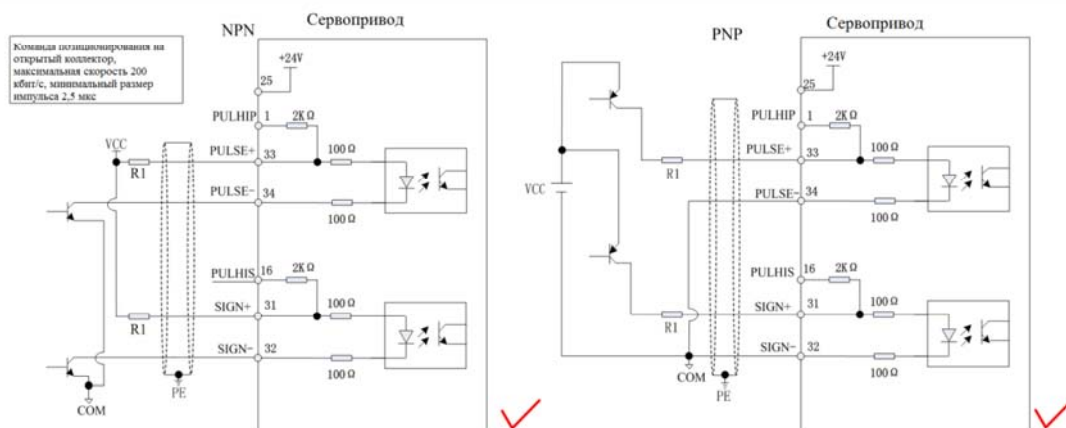 Сервопривод
NPN
Команда позиционирования на
открытый коллектор,
максимальная скорость 200
кбит/с, минимальный размер
импульса 2,5 мкс
+24V
25
PULHIP
1
2KΩ
VCC
PULSE+
33
100Ω
R1
PULSE-
34
100Ω
PULHIS
16
2KΩ
SIGN+
31
100Ω
R1
SIGN-
32
100Ω
COM
PE
Сервопривод
PNP
+24V
25
PULHIP
1
2KΩ
PULSE+
33
100Ω
R1
VCC
PULSE-
34
100Ω
PULHIS
16
2KΩ
SIGN+
31
100Ω
R1
SIGN-
32
100Ω
COM
PE